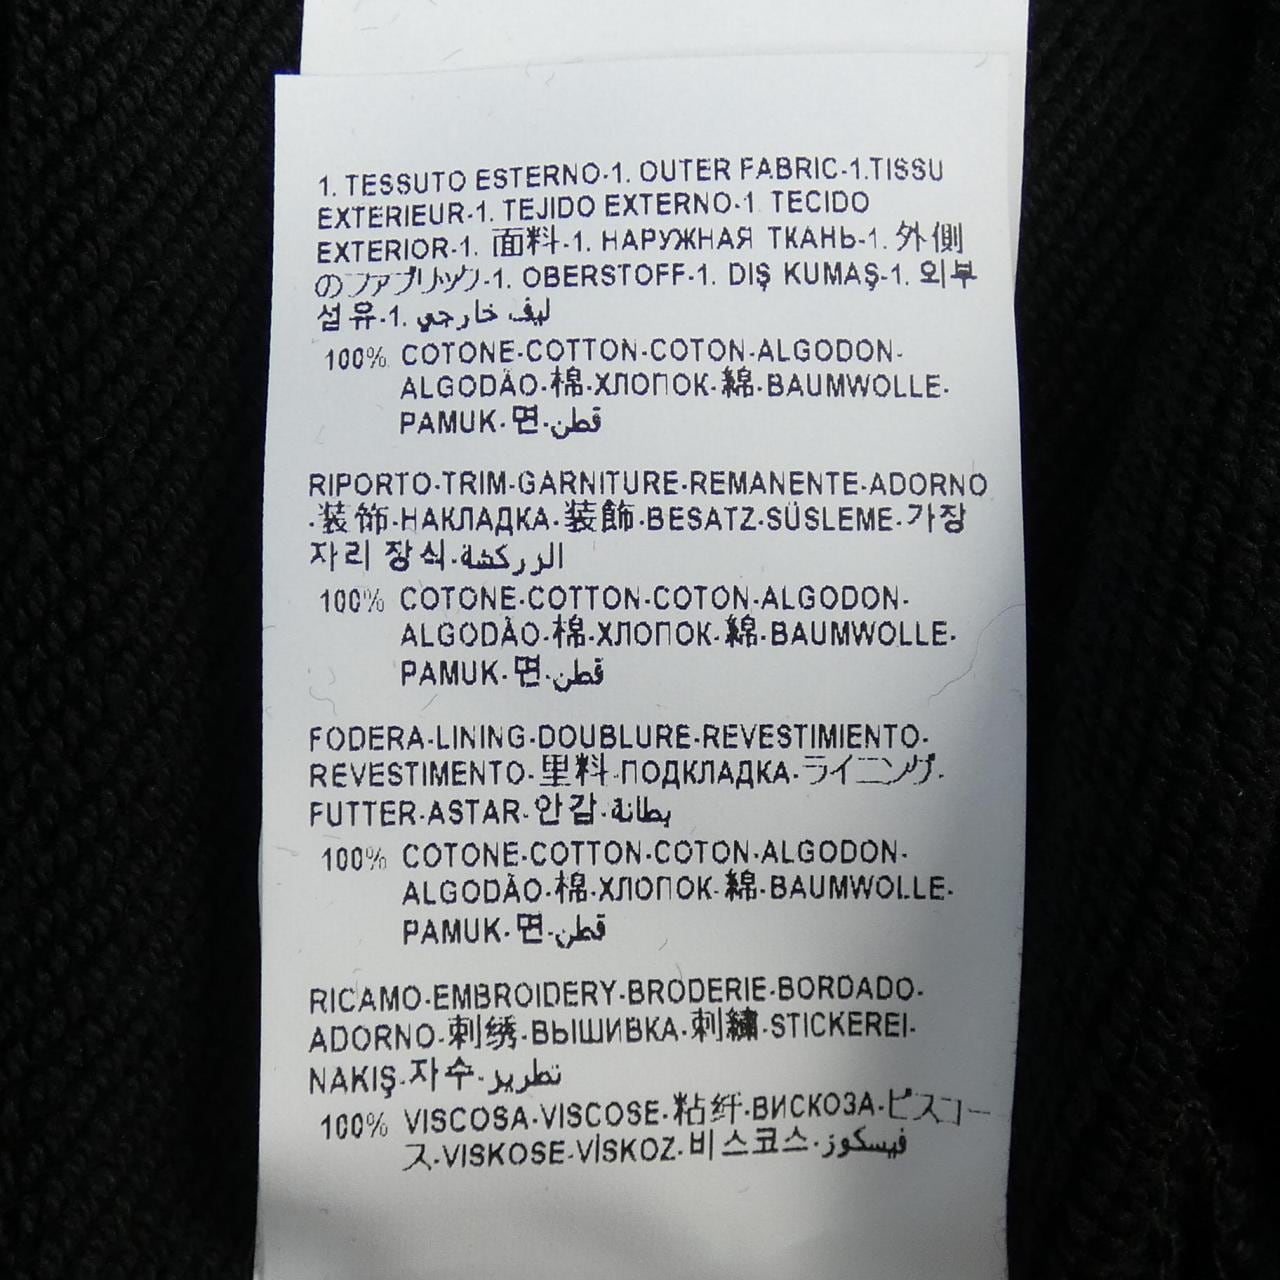 1. TESSUTO ESTERNO-1. OUTER FABRIC-1.TISSU
EXTERIEUR-1. TEJIDO EXTERNO-1. TECIDO
EXTERIOR-1. 面料-1. НАРУЖНАЯ ТКАНЬ-1. 外側
のファブリック-1. OBERSTOFF-1. DIŞ KUMAŞ-1. 외부
섬유-1. ليف خارجي
100% COTONE-COTTON-COTON-ALGODON-
ALGODÃO-棉-ХЛОПОК-綿-BAUMWOLLE-
PAMUK-면-قطن
RIPORTO-TRIM-GARNITURE-REMANENTE-ADORNO
-装饰-НАКЛАДКА-装飾-BESATZ-SÜSLEME-가장
자리 장식-الزركشة
100% COTONE-COTTON-COTON-ALGODON-
ALGODÃO-棉-ХЛОПОК-綿-BAUMWOLLE-
PAMUK-면-قطن
FODERA-LINING-DOUBLURE-REVESTIMIENTO-
REVESTIMENTO-里料-ПОДКЛАДКА-ライニング-
FUTTER-ASTAR-안감-بطانة
100% COTONE-COTTON-COTON-ALGODON-
ALGODÃO-棉-ХЛОПОК-綿-BAUMWOLLE-
PAMUK-면-قطن
RICAMO-EMBROIDERY-BRODERIE-BORDADO-
ADORNO-刺绣-ВЫШИВКА-刺繍-STICKEREI-
NAKIŞ-자수-تطريز
100% VISCOSA-VISCOSE-粘纤-ВИСКОЗА-ビスコー
ス-VISKOSE-VİSKOZ-비스코스-فيسكوز